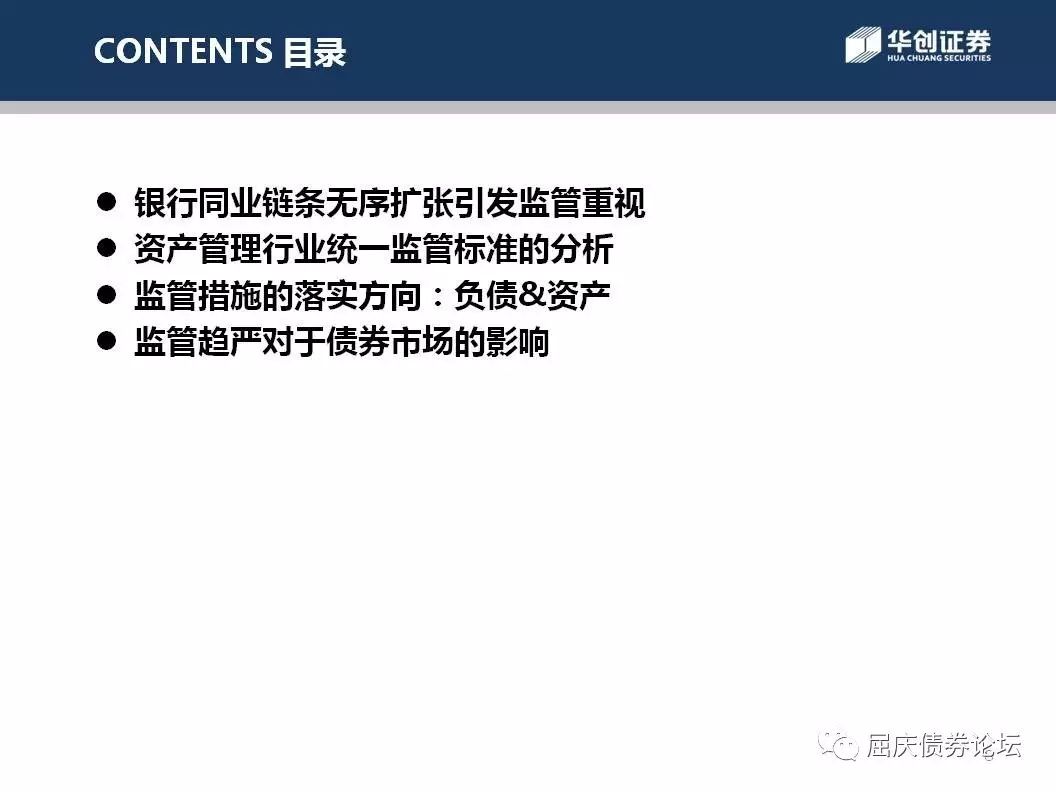 CONTENTS 目录
华创证券
HUA CHUANG SECURITIES
● 银行同业链条无序扩张引发监管重视
● 资产管理行业统一监管标准的分析
● 监管措施的落实方向：负债&资产
● 监管趋严对于债券市场的影响
屈庆债券论坛